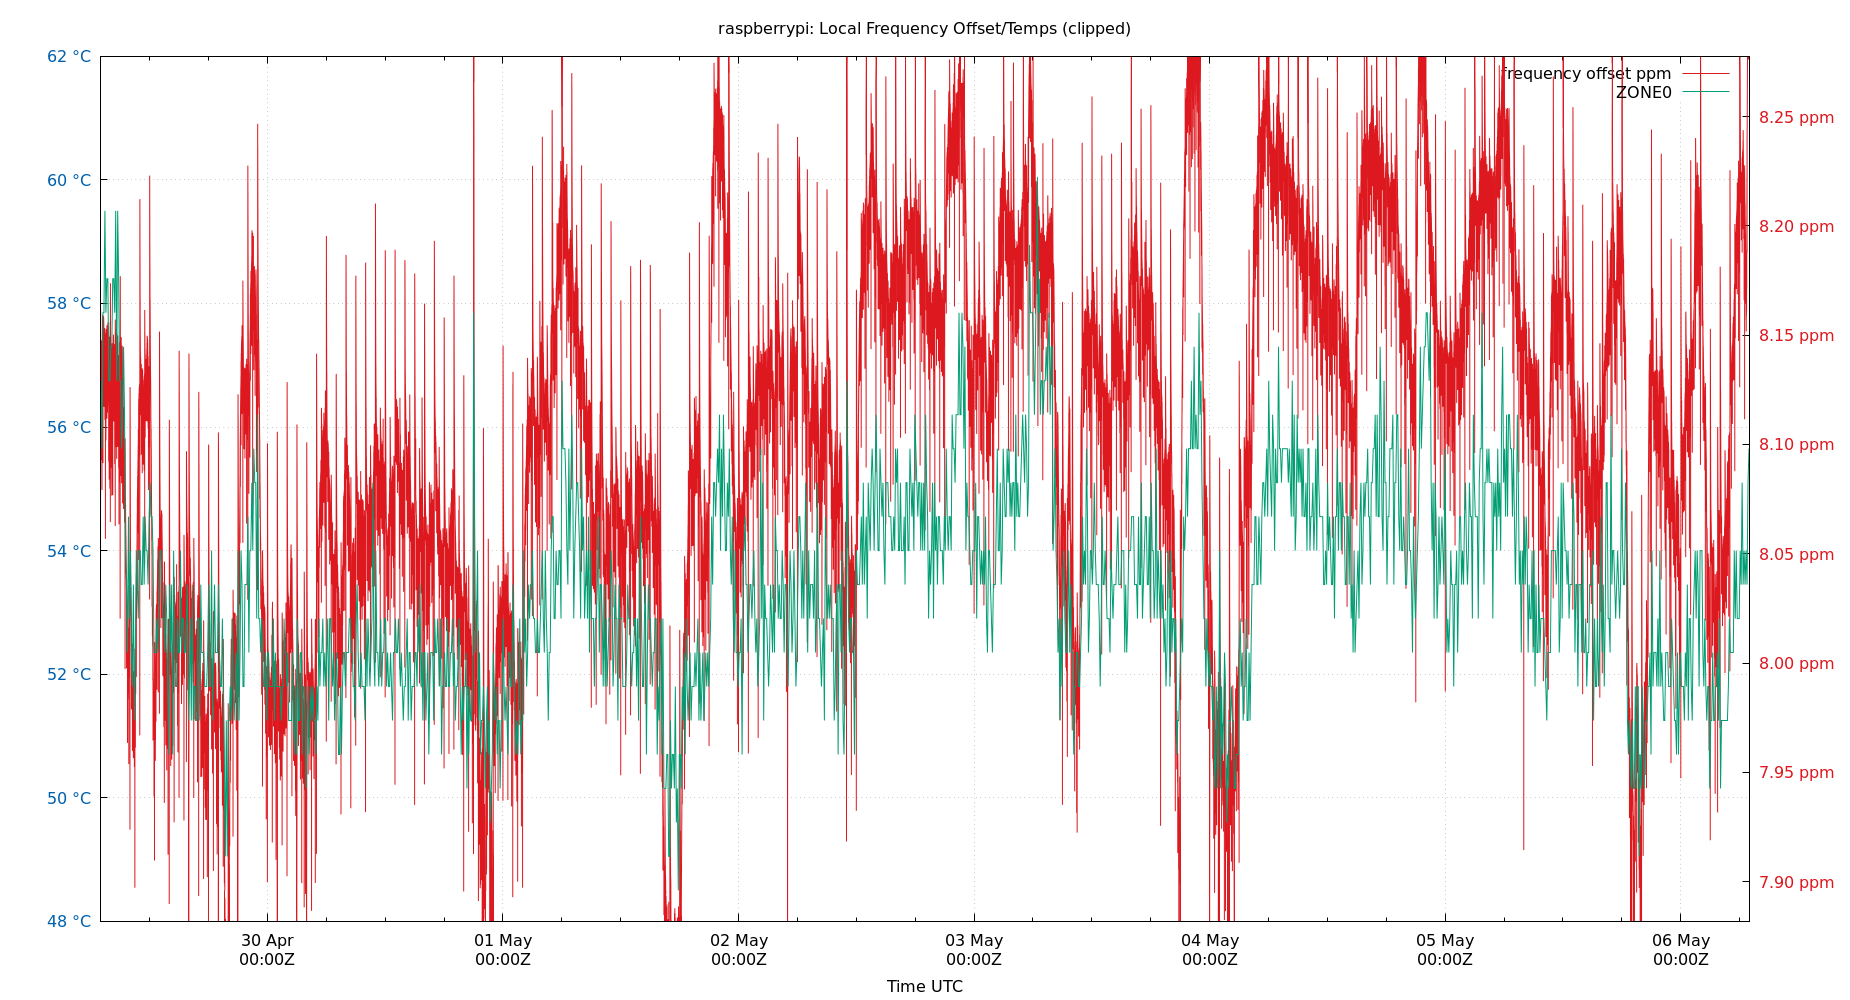 raspberrypi: Local Frequency Offset/Temps (clipped)
62 °C
60 °C
58 °C
56 °C
54 °C
52 °C
50 °C
48 °C
frequency offset ppm
ZONE0
8.25 ppm
8.20 ppm
8.15 ppm
8.10 ppm
8.05 ppm
8.00 ppm
7.95 ppm
7.90 ppm
30 Apr
00:00Z
01 May
00:00Z
02 May
00:00Z
03 May
00:00Z
04 May
00:00Z
05 May
00:00Z
06 May
00:00Z
Time UTC